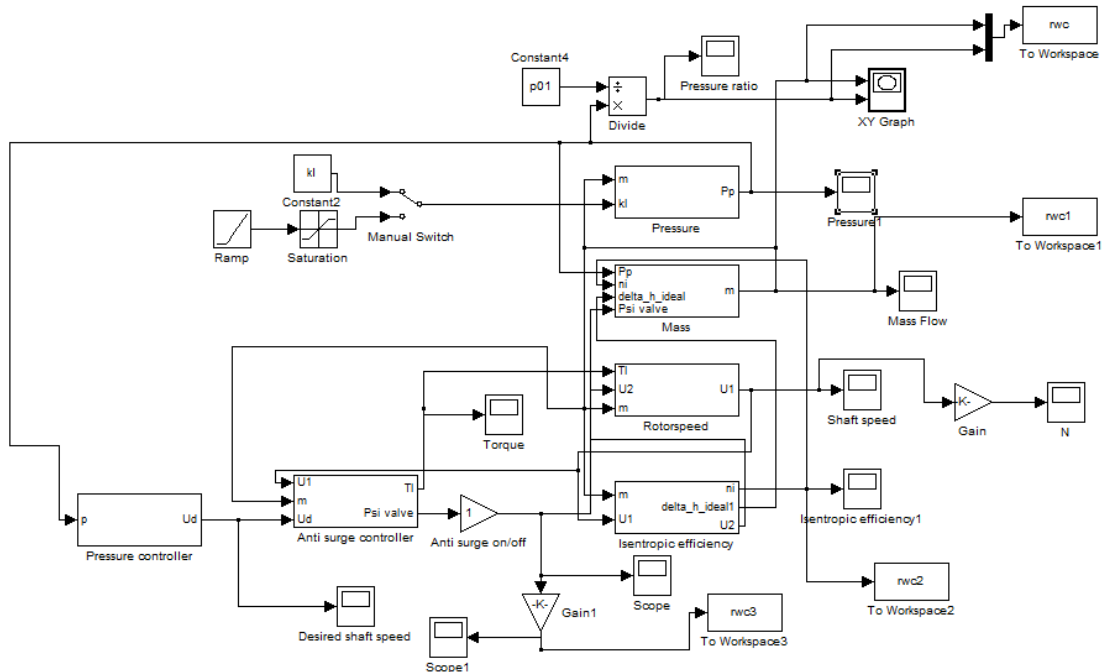 rwc
To Workspace
Constant4
p01
÷
×
Divide
Pressure ratio
XY Graph
kl
Constant2
Ramp
Saturation
Manual Switch
m
kl
Pp
Pressure
Pressure1
rwc1
To Workspace1
Pp
ni
delta_h_ideal
Psi valve
m
Mass
Mass Flow
Tl
U2
m
U1
Rotorspeed
Shaft speed
-K-
Gain
N
Torque
p
Ud
Pressure controller
U1
m
Ud
Tl
Psi valve
Anti surge controller
1
Anti surge on/off
m
U1
ni
delta_h_ideal1
U2
Isentropic efficiency
Isentropic efficiency1
rwc2
To Workspace2
Desired shaft speed
-K-
Gain1
Scope
Scope1
rwc3
To Workspace3